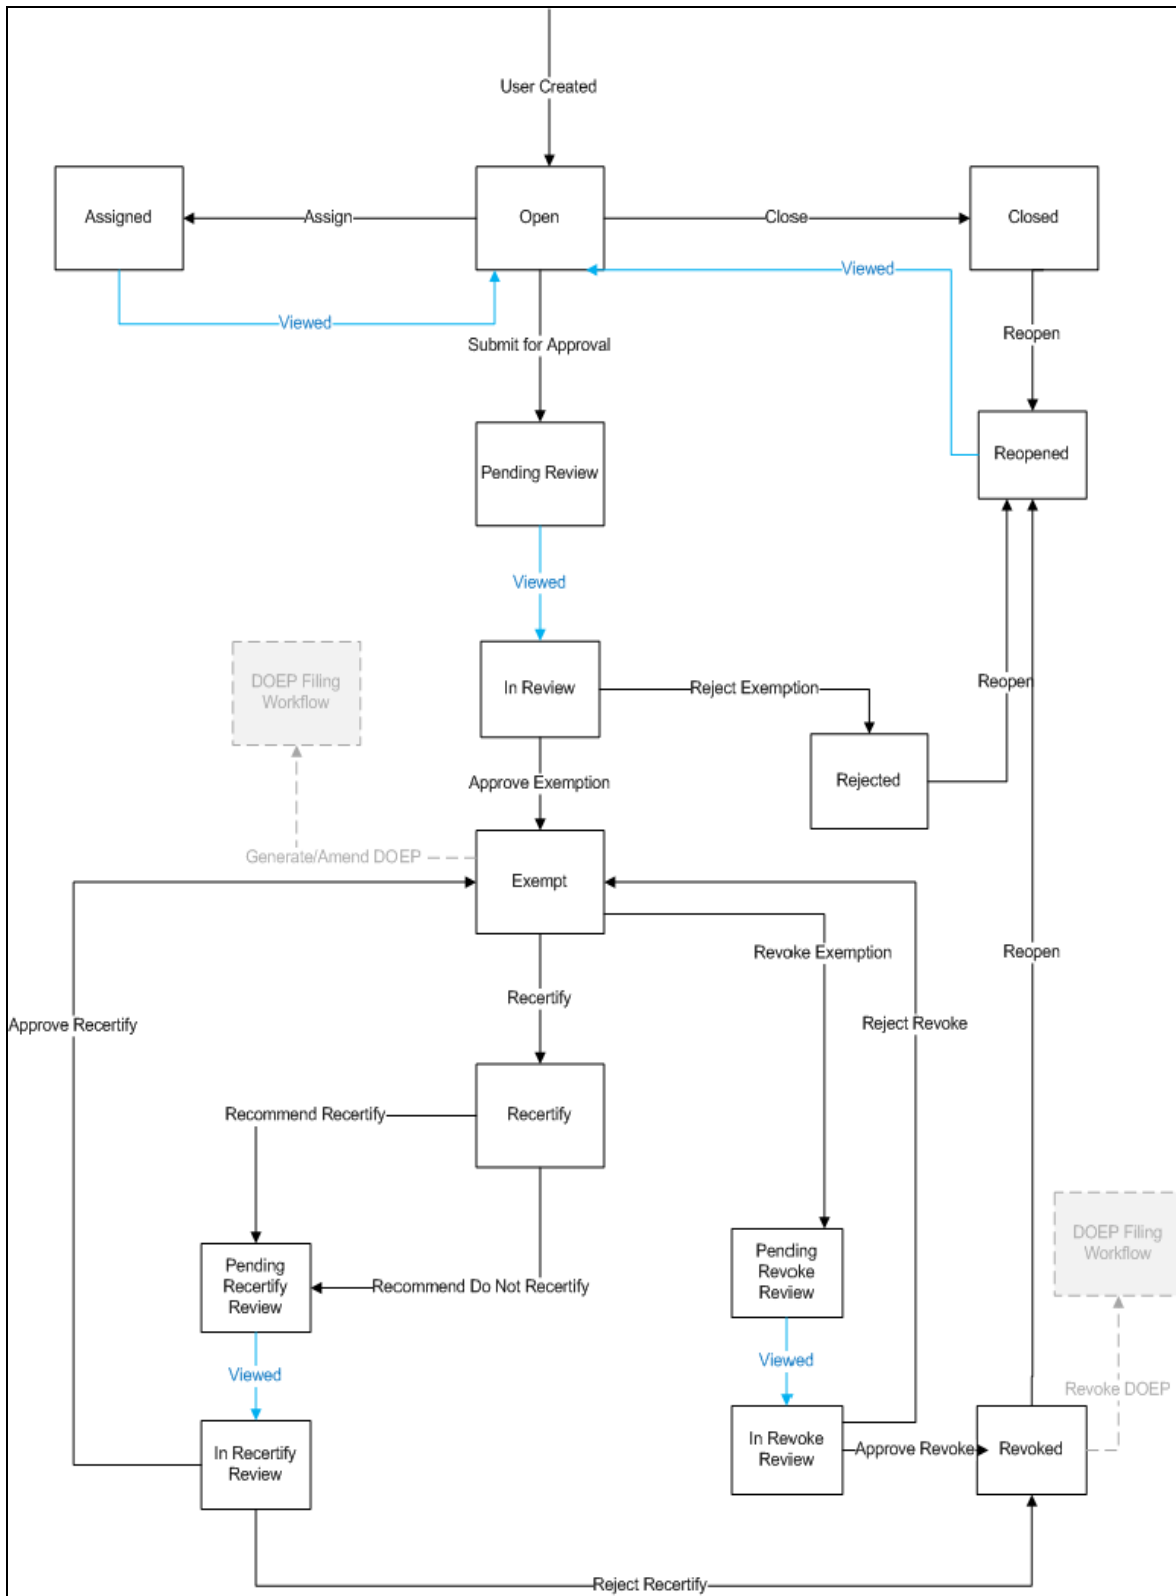 User Created
Assigned
Assign
Open
Close
Closed
Viewed
Viewed
Reopen
Submit for Approval
Reopened
Pending Review
Viewed
DOEP Filing
Workflow
In Review
Reject Exemption
Reopen
Rejected
Approve Exemption
Generate/Amend DOEP
Exempt
Revoke Exemption
Reopen
Recertify
Approve Recertify
Reject Revoke
Recommend Recertify
Recertify
DOEP Filing
Workflow
Pending
Recertify
Review
Recommend Do Not Recertify
Pending
Revoke
Review
Viewed
Viewed
Revoke DOEP
In Recertify
Review
In Revoke
Review
Approve Revoke
Revoked
Reject Recertify